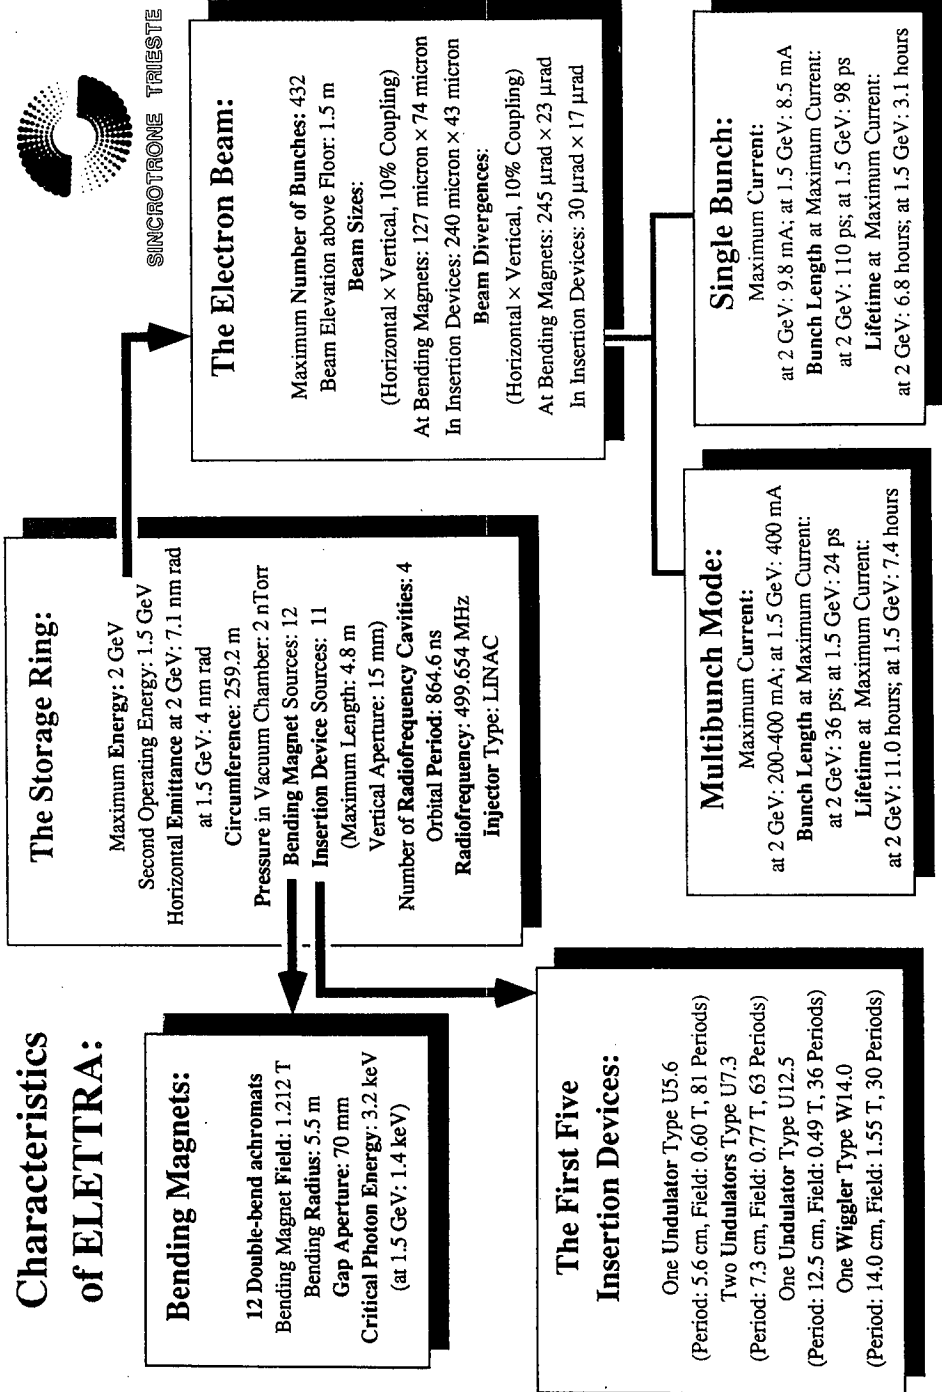 Characteristics
of ELETTRA:
SINCROTRONE TRIESTE
The Storage Ring:
Maximum Energy: 2 GeV
Second Operating Energy: 1.5 GeV
Horizontal Emittance at 2 GeV: 7.1 nm rad
at 1.5 GeV: 4 nm rad
Circumference: 259.2 m
Pressure in Vacuum Chamber: 2 nTorr
Bending Magnet Sources: 12
Insertion Device Sources: 11
(Maximum Length: 4.8 m
Vertical Aperture: 15 mm)
Number of Radiofrequency Cavities: 4
Orbital Period: 864.6 ns
Radiofrequency: 499.654 MHz
Injector Type: LINAC
Bending Magnets:
12 Double-bend achromats
Bending Magnet Field: 1.212 T
Bending Radius: 5.5 m
Gap Aperture: 70 mm
Critical Photon Energy: 3.2 keV
(at 1.5 GeV: 1.4 keV)
The Electron Beam:
Maximum Number of Bunches: 432
Beam Elevation above Floor: 1.5 m
Beam Sizes:
(Horizontal × Vertical, 10% Coupling)
At Bending Magnets: 127 micron × 74 micron
In Insertion Devices: 240 micron × 43 micron
Beam Divergences:
(Horizontal × Vertical, 10% Coupling)
At Bending Magnets: 245 μrad × 23 μrad
In Insertion Devices: 30 μrad × 17 μrad
The First Five
Insertion Devices:
One Undulator Type U5.6
(Period: 5.6 cm, Field: 0.60 T, 81 Periods)
Two Undulators Type U7.3
(Period: 7.3 cm, Field: 0.77 T, 63 Periods)
One Undulator Type U12.5
(Period: 12.5 cm, Field: 0.49 T, 36 Periods)
One Wiggler Type W14.0
(Period: 14.0 cm, Field: 1.55 T, 30 Periods)
Multibunch Mode:
Maximum Current:
at 2 GeV: 200-400 mA; at 1.5 GeV: 400 mA
Bunch Length at Maximum Current:
at 2 GeV: 36 ps; at 1.5 GeV: 24 ps
Lifetime at Maximum Current:
at 2 GeV: 11.0 hours; at 1.5 GeV: 7.4 hours
Single Bunch:
Maximum Current:
at 2 GeV: 9.8 mA; at 1.5 GeV: 8.5 mA
Bunch Length at Maximum Current:
at 2 GeV: 110 ps; at 1.5 GeV: 98 ps
Lifetime at Maximum Current:
at 2 GeV: 6.8 hours; at 1.5 GeV: 3.1 hours